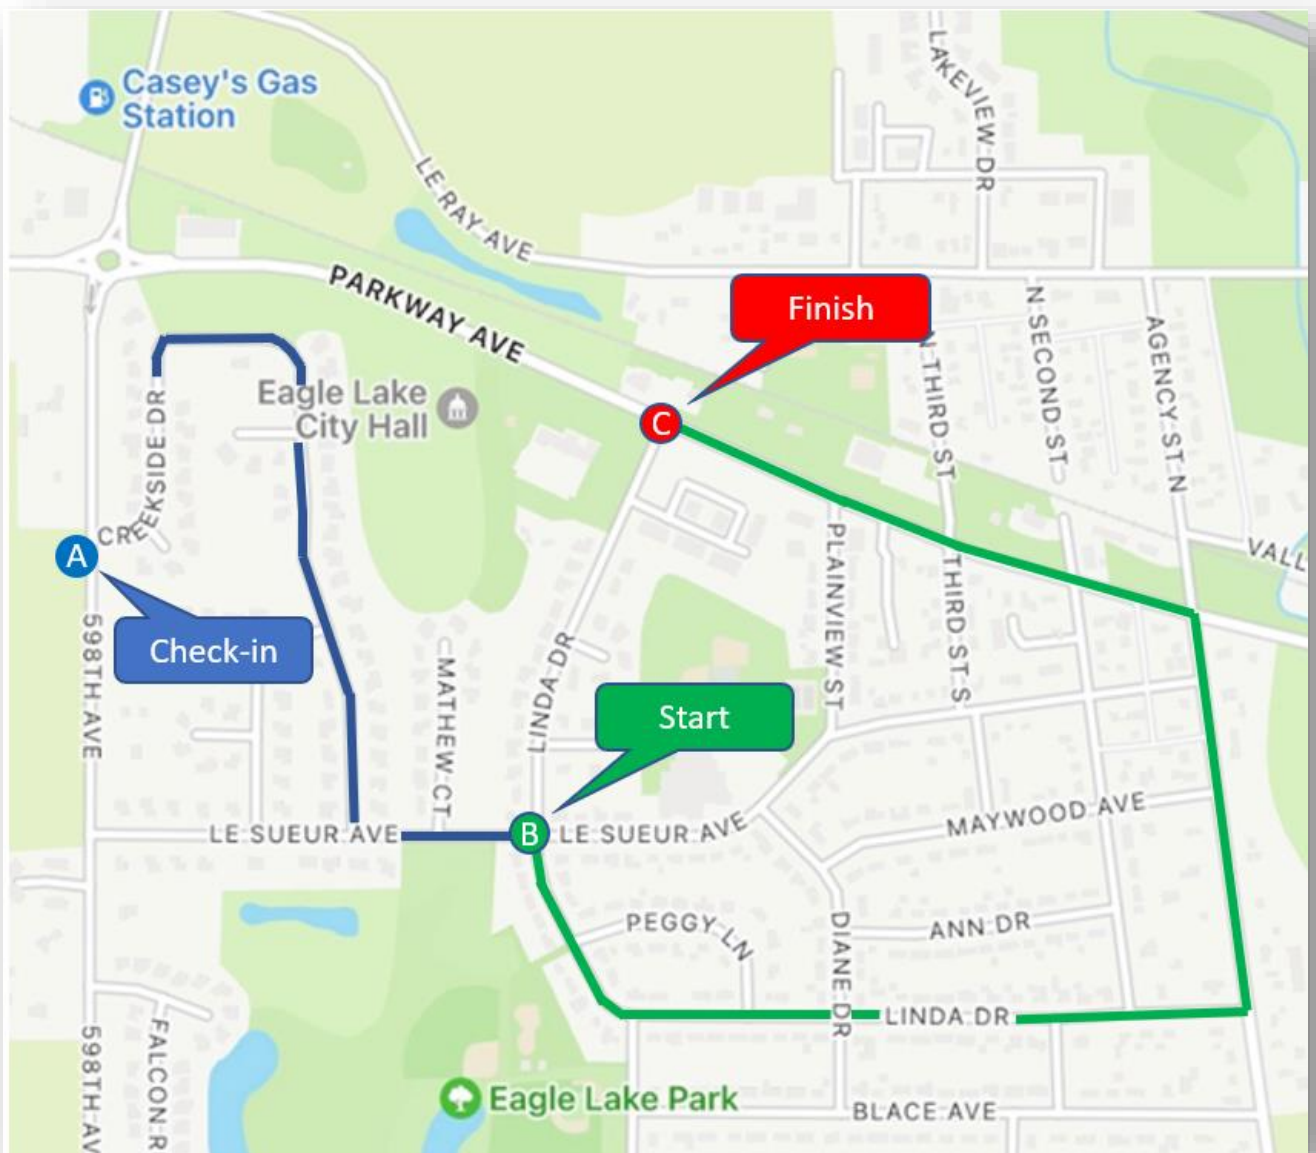 Casey's Gas
Station
LAKEVIEW DR
LE RAY AVE
PARKWAY AVE
Finish
N THIRD ST
N SECOND ST
AGENCY ST N
Eagle Lake
City Hall
C
CREEKSIDE DR
A
Check-in
VALL
PLAINVIEW ST
THIRD ST S
598TH AVE
MATHEW CT
LINDA DR
Start
LE SUEUR AVE
B
LE SUEUR AVE
MAYWOOD AVE
PEGGY LN
ANN DR
DIANE DR
LINDA DR
598TH AV
FALCON R
Eagle Lake Park
BLACE AVE